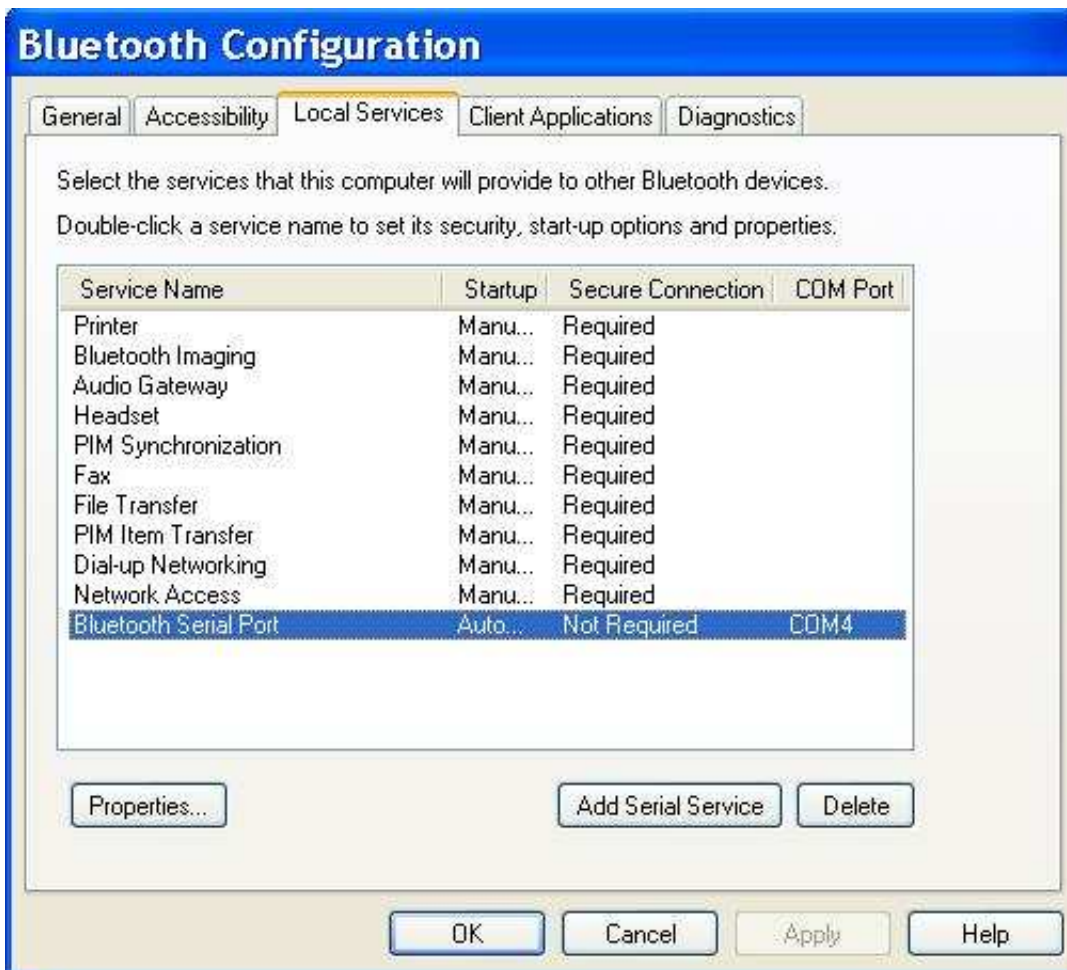 Bluetooth Configuration
General Accessibility Local Services Client Applications Diagnostics
Select the services that this computer will provide to other Bluetooth devices.
Double-click a service name to set its security, start-up options and properties.
Service Name Startup Secure Connection COM Port
Printer Manu... Required
Bluetooth Imaging Manu... Required
Audio Gateway Manu... Required
Headset Manu... Required
PIM Synchronization Manu... Required
Fax Manu... Required
File Transfer Manu... Required
PIM Item Transfer Manu... Required
Dial-up Networking Manu... Required
Network Access Manu... Required
Bluetooth Serial Port Auto... Not Required COM4
Properties... Add Serial Service Delete
OK Cancel Apply Help